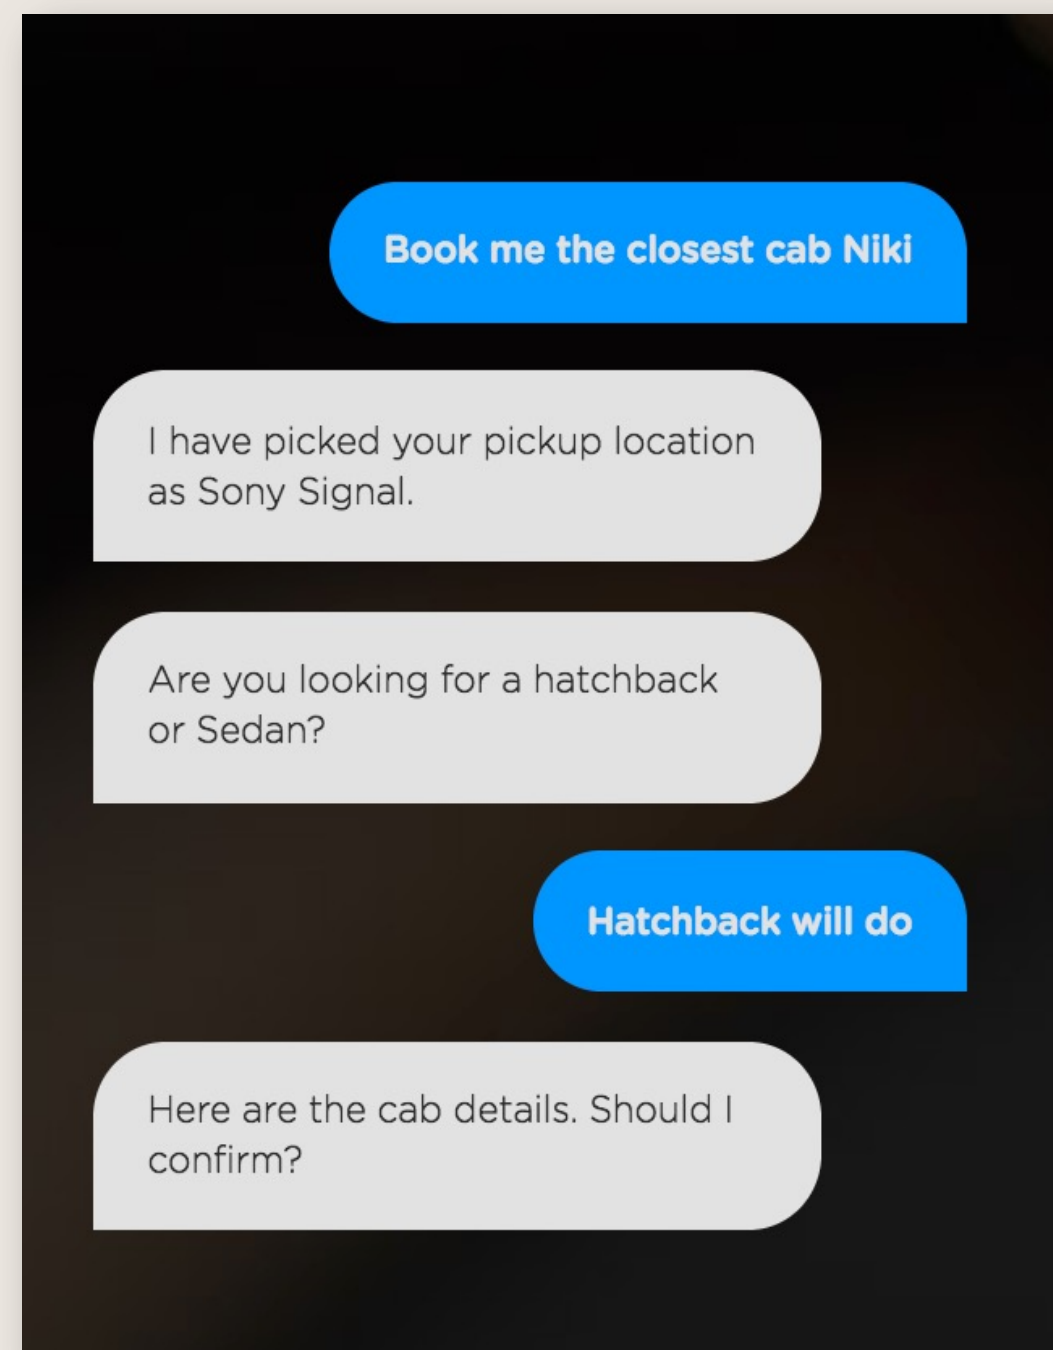 Book me the closest cab Niki
I have picked your pickup location
as Sony Signal.
Are you looking for a hatchback
or Sedan?
Hatchback will do
Here are the cab details. Should I
confirm?